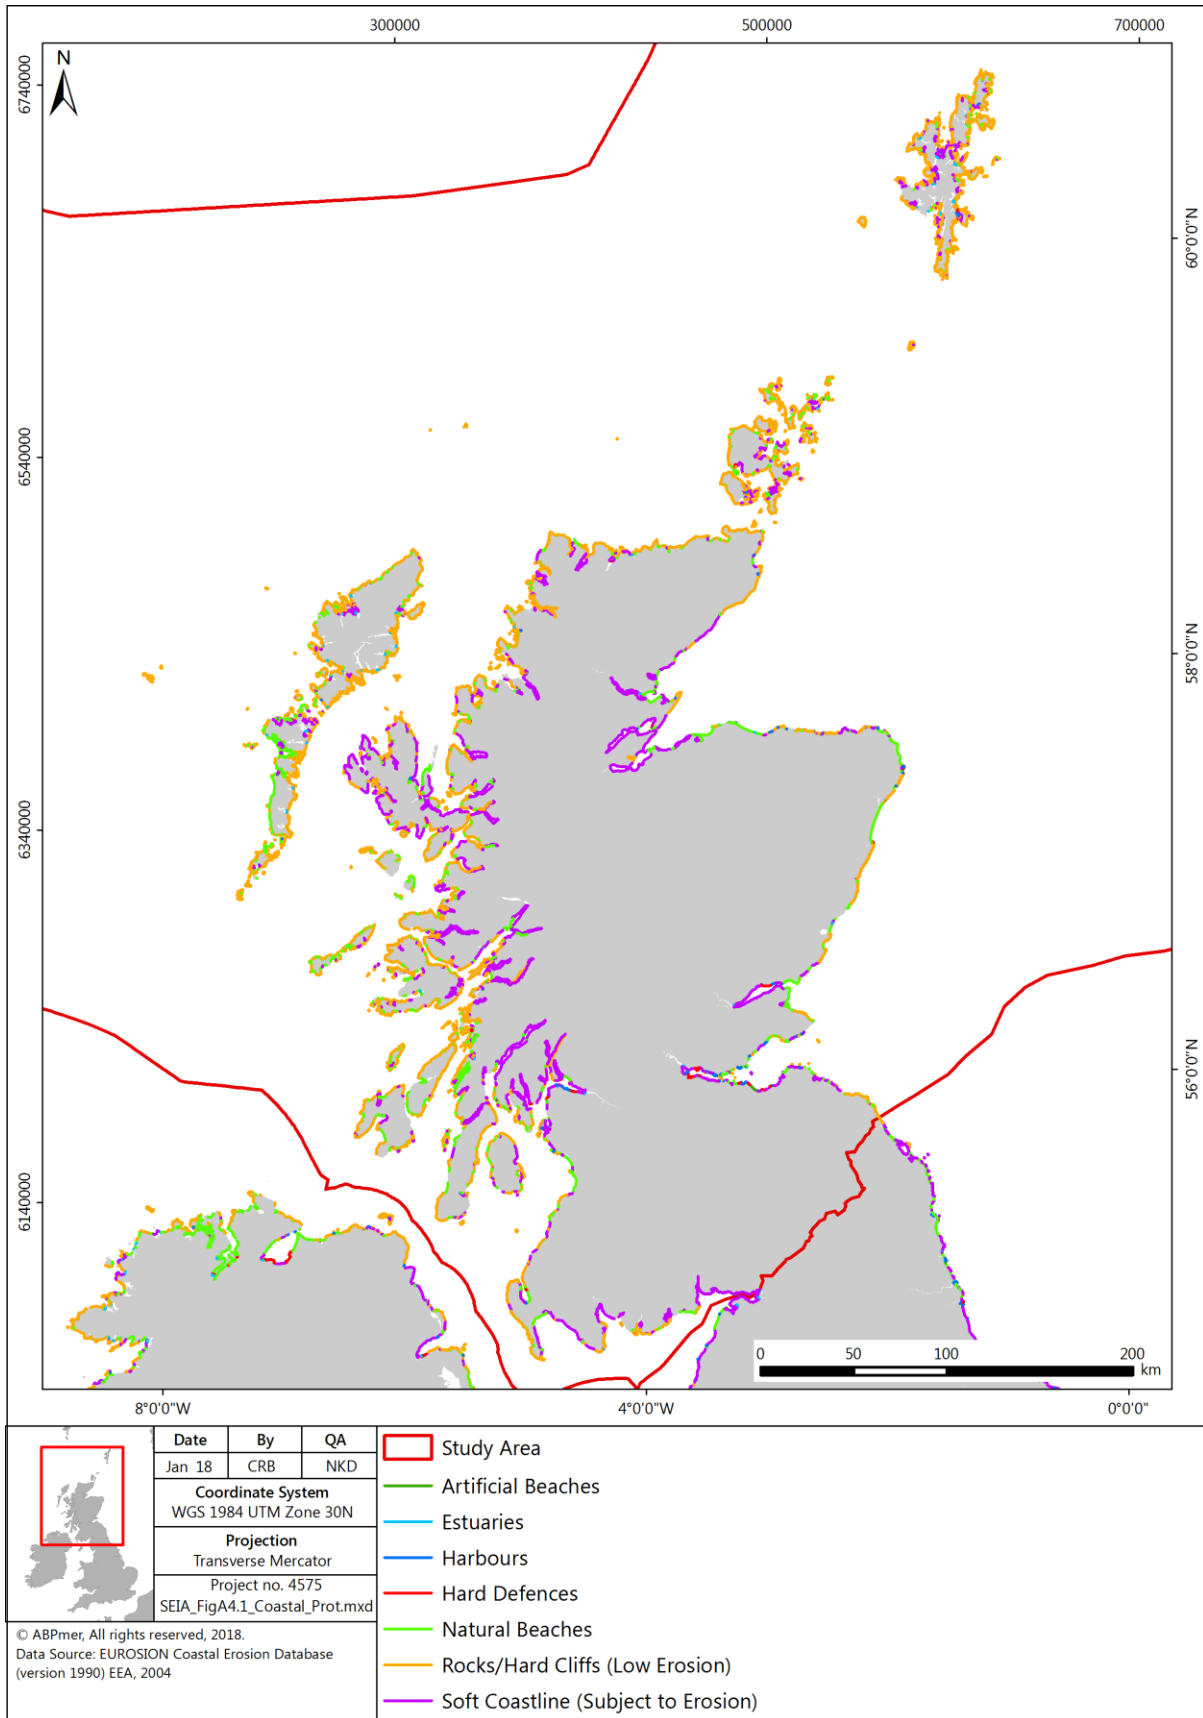 300000 500000 700000
N
6740000
60°0'0"N
6540000
58°0'0"N
6340000
56°0'0"N
6140000
0 50 100 200
km
8°0'0"W 4°0'0"W 0°0'0"
Date By QA
Jan 18 CRB NKD
Coordinate System
WGS 1984 UTM Zone 30N
Projection
Transverse Mercator
Project no. 4575
SEIA_FigA4.1_Coastal_Prot.mxd
© ABPmer, All rights reserved, 2018.
Data Source: EUROSION Coastal Erosion Database
(version 1990) EEA, 2004
Study Area
Artificial Beaches
Estuaries
Harbours
Hard Defences
Natural Beaches
Rocks/Hard Cliffs (Low Erosion)
Soft Coastline (Subject to Erosion)